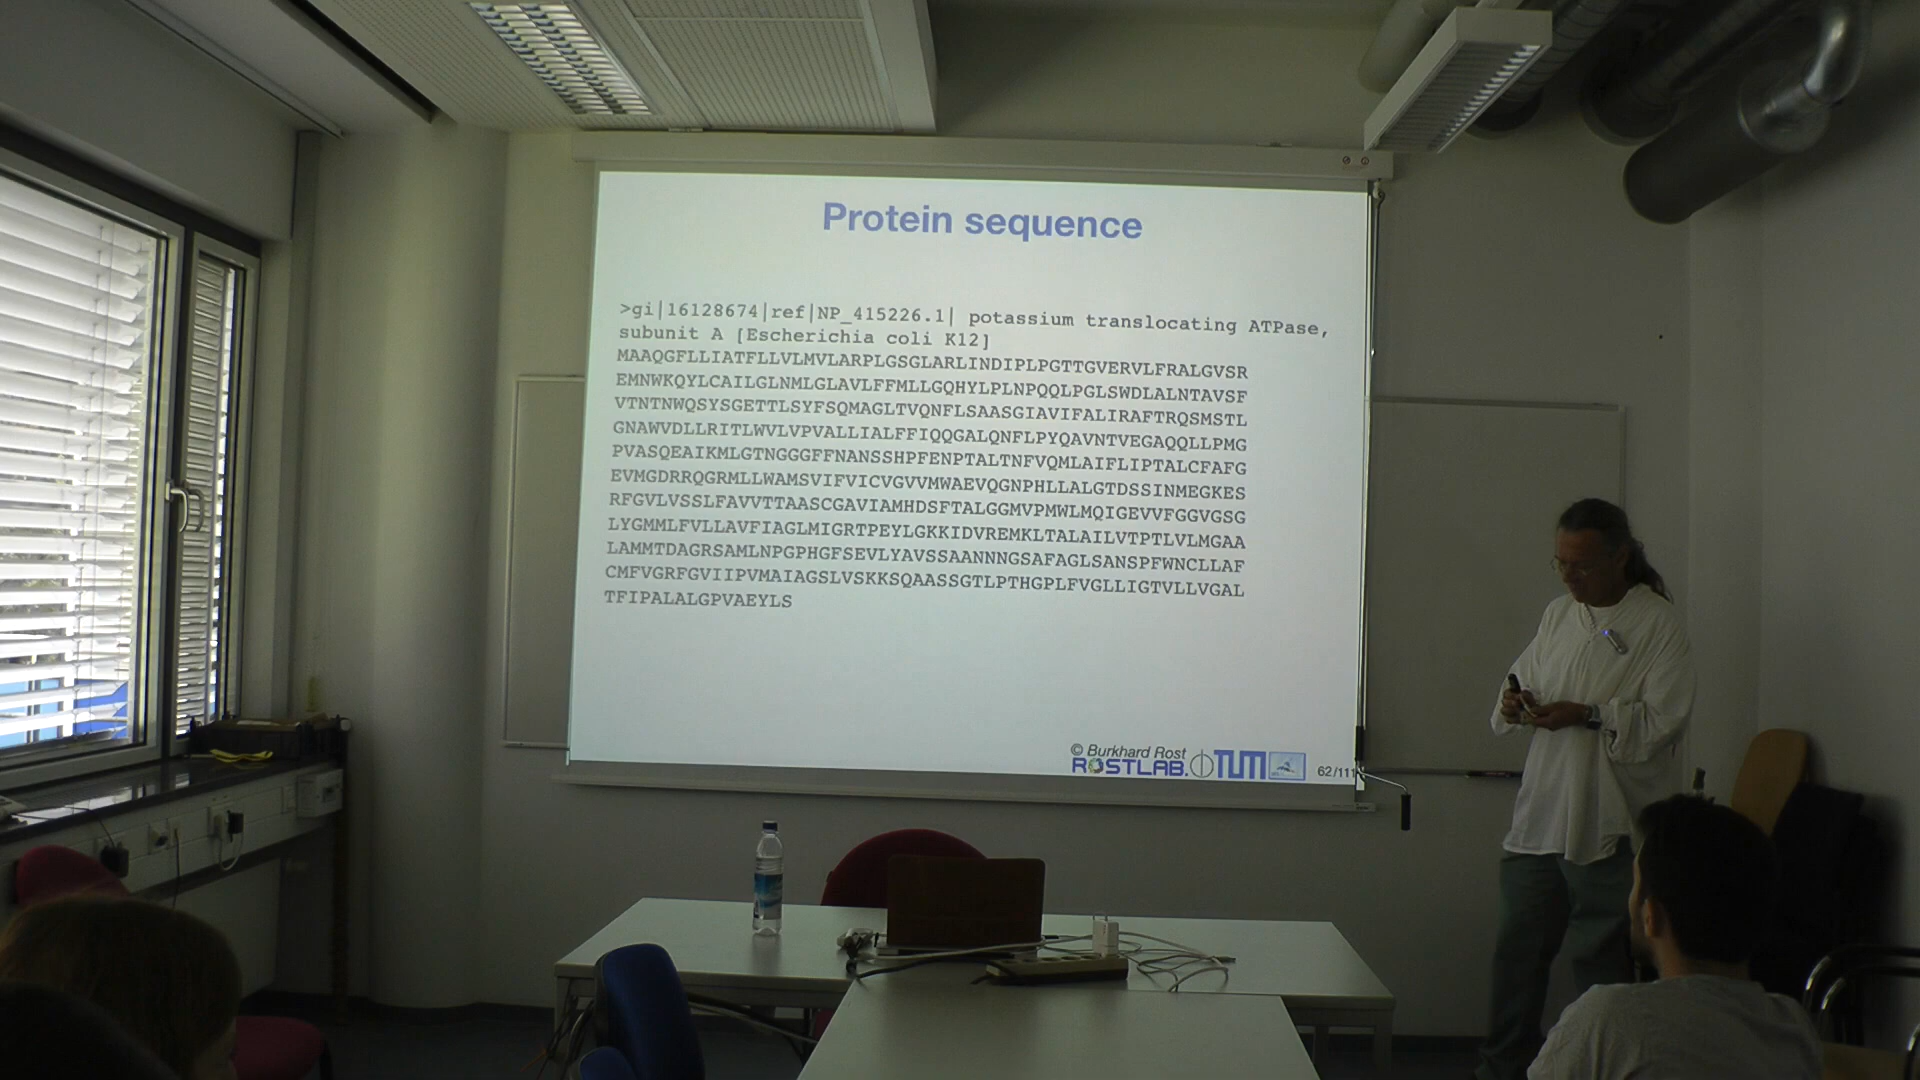 Protein sequence
>gi|16128674|ref|NP_415226.1| potassium translocating ATPase,
subunit A [Escherichia coli K12]
MAAQGFLLIATFLLVLMVLARPLGSGLARLINDIPLPGTTGVERVLFRALGVSR
EMNWKQYLCAILGLNMLGLAVLFFMLLGQHYLPLNPQQLPGLSWDLALNTAVSF
VTNTNWQSYSGETTLSYFSQMAGLTVQNFLSAASGIAVIFALIRAFTRQSMSTL
GNAWVDLLRITLWVLVPVALLIALFFIQQGALQNFLPYQAVNTVEGAQQLLPMG
PVASQEAIKMLGTNGGGFFNANSSHPFENPTALTNFVQMLAIFLIPTALCFAFG
EVMGDRRQGRMLLWAMSVIFVICVGVVMWAEVQGNPHLLALGTDSSINMEGKES
RFGVLVSSLFAVVTTAASCGAVIAMHDSFTALGGMVPMWLMQIGEVVFGGVGSG
LYGMMLFVLLAVFIAGLMIGRTPEYLGKKIDVREMKLTALAILVTPTLVLMGAA
LAMMTDAGRSAMLNPGPHGFSEVLYAVSSAANNNGSAFAGLSANSPFWNCLLAF
CMFVGRFGVIIPVMAIAGSLVSKKSQAASSGTLPTHGPLFVGLLIGTVLLVGAL
TFIPALALGPVAEYLS
© Burkhard Rost
ROSTLAB. TUM
62/111